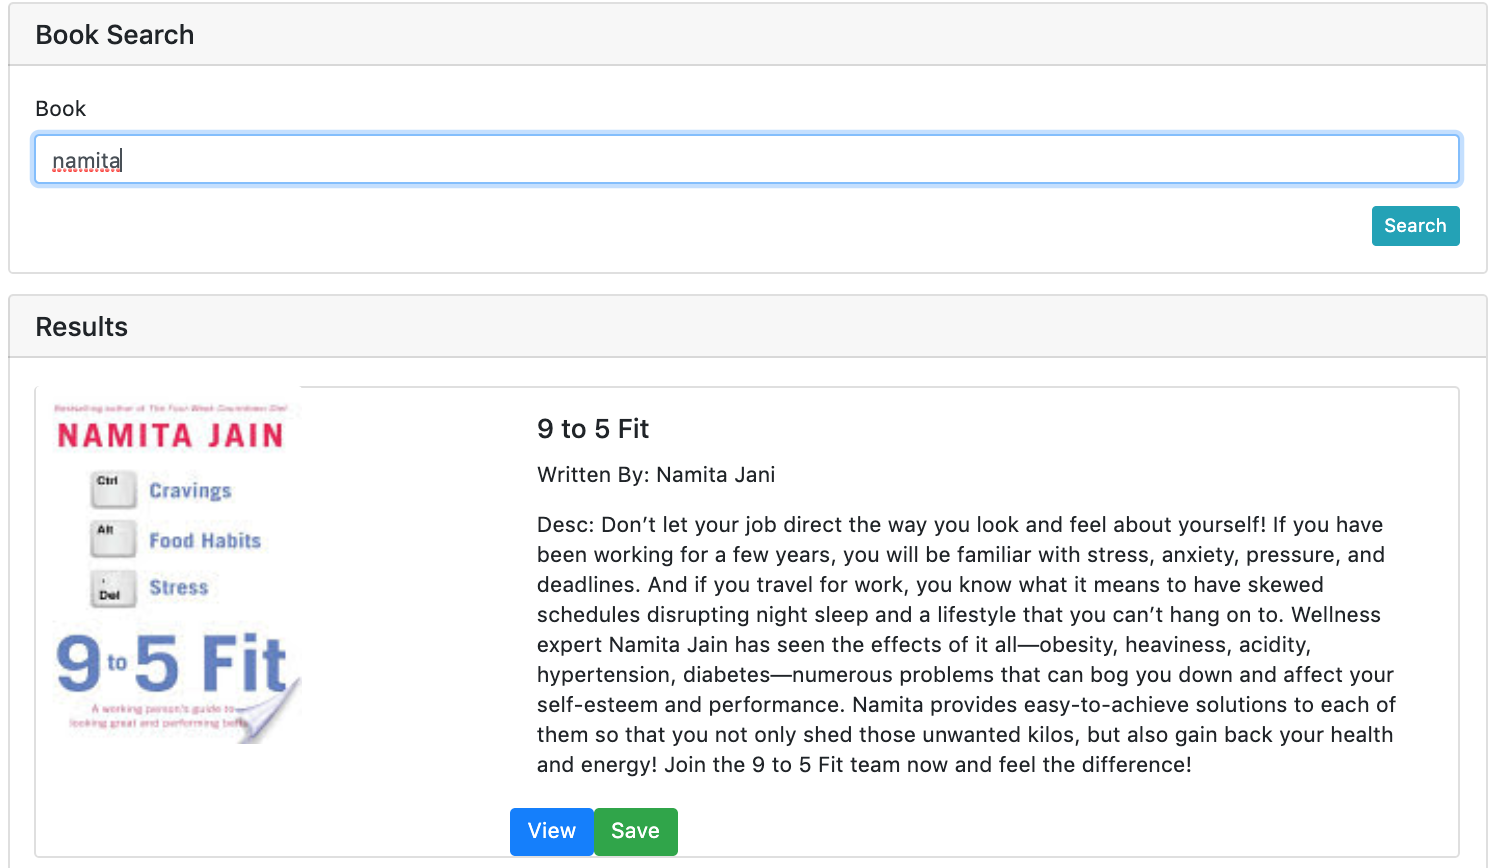 Book Search
Book
namita
Search
Results
Bestselling author of The Four-Week Countdown Diet
NAMITA JAIN
Ctrl Cravings
Alt Food Habits
. Del Stress
9 to 5 Fit
A working person's guide to
looking great and performing better
9 to 5 Fit
Written By: Namita Jani
Desc: Don’t let your job direct the way you look and feel about yourself! If you have
been working for a few years, you will be familiar with stress, anxiety, pressure, and
deadlines. And if you travel for work, you know what it means to have skewed
schedules disrupting night sleep and a lifestyle that you can’t hang on to. Wellness
expert Namita Jain has seen the effects of it all—obesity, heaviness, acidity,
hypertension, diabetes—numerous problems that can bog you down and affect your
self-esteem and performance. Namita provides easy-to-achieve solutions to each of
them so that you not only shed those unwanted kilos, but also gain back your health
and energy! Join the 9 to 5 Fit team now and feel the difference!
View Save